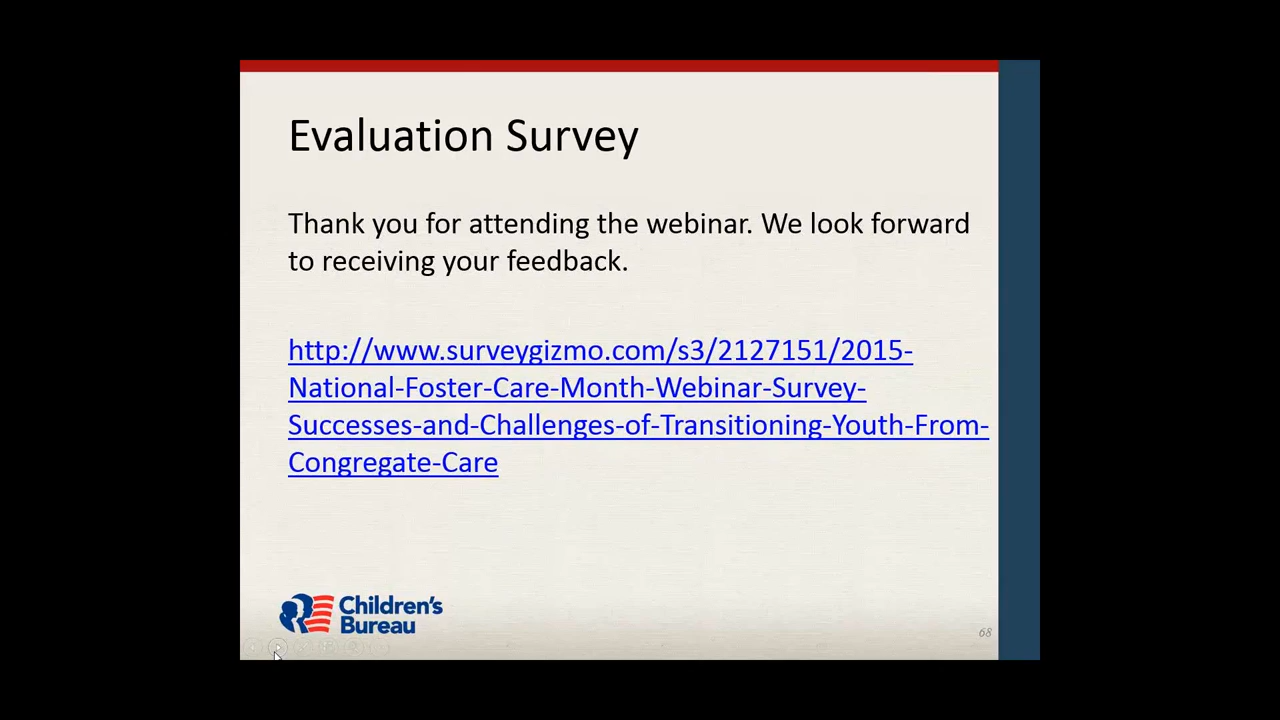 Evaluation Survey
Thank you for attending the webinar. We look forward
to receiving your feedback.
http://www.surveygizmo.com/s3/2127151/2015-
National-Foster-Care-Month-Webinar-Survey-
Successes-and-Challenges-of-Transitioning-Youth-From-
Congregate-Care
Children's
Bureau
68